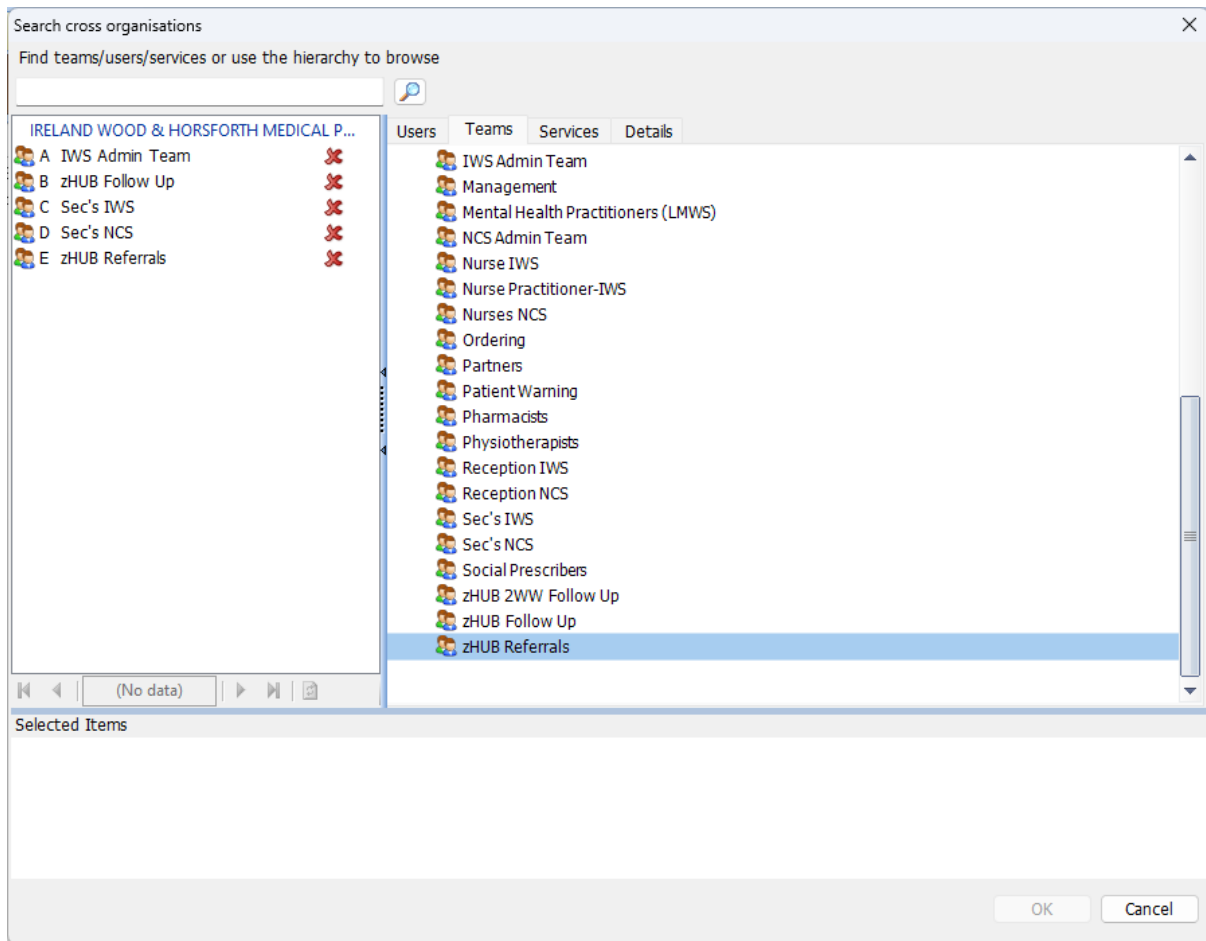 Search cross organisations
Find teams/users/services or use the hierarchy to browse
IRELAND WOOD & HORSFORTH MEDICAL P...
A IWS Admin Team
B zHUB Follow Up
C Sec's IWS
D Sec's NCS
E zHUB Referrals
(No data)
Users Teams Services Details
IWS Admin Team
Management
Mental Health Practitioners (LMWS)
NCS Admin Team
Nurse IWS
Nurse Practitioner-IWS
Nurses NCS
Ordering
Partners
Patient Warning
Pharmacists
Physiotherapists
Reception IWS
Reception NCS
Sec's IWS
Sec's NCS
Social Prescribers
zHUB 2WW Follow Up
zHUB Follow Up
zHUB Referrals
Selected Items
OK Cancel